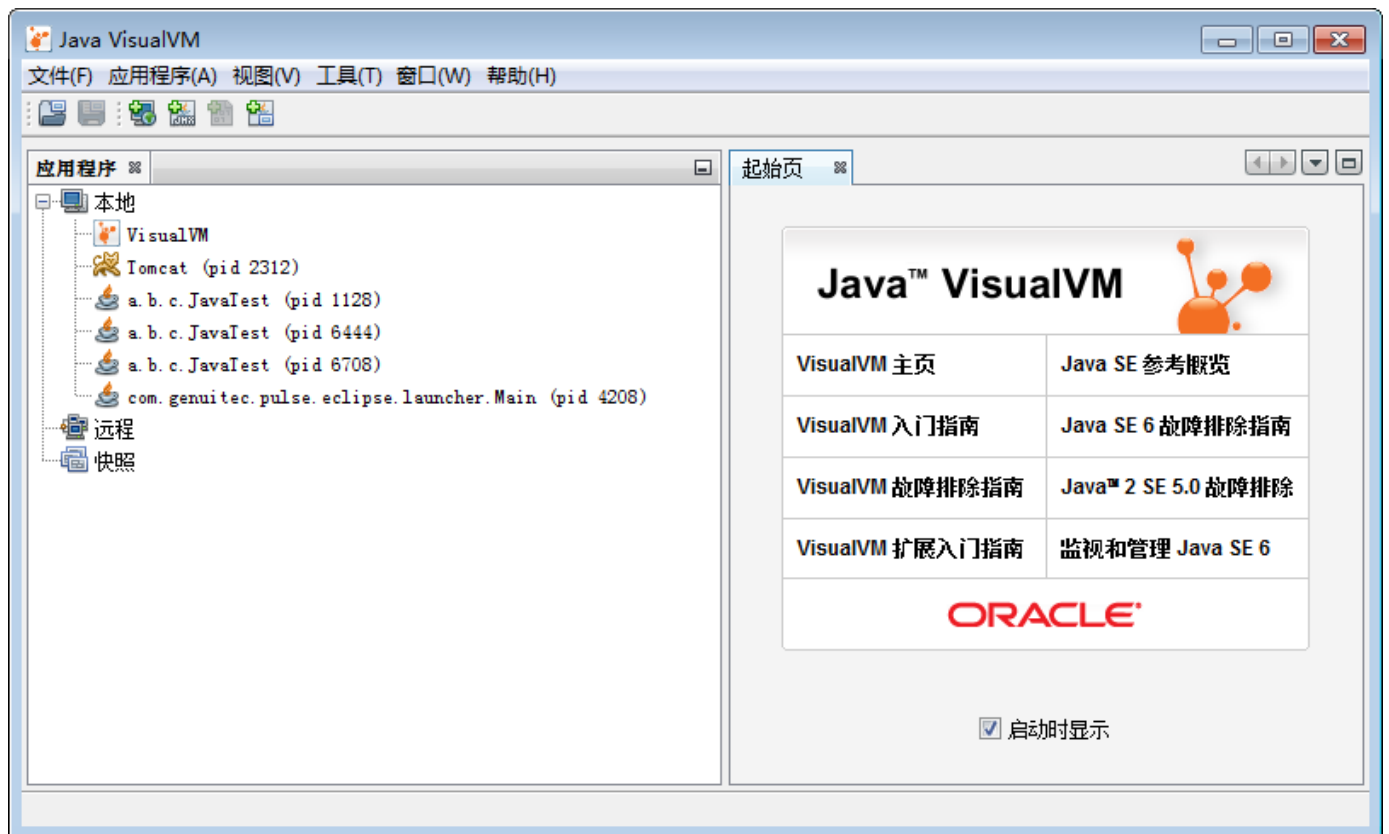 Java VisualVM
文件(F) 应用程序(A) 视图(V) 工具(T) 窗口(W) 帮助(H)
JMX
应用程序
本地
VisualVM
Tomcat (pid 2312)
a.b.c.JavaTest (pid 1128)
a.b.c.JavaTest (pid 6444)
a.b.c.JavaTest (pid 6708)
com.genuitec.pulse.eclipse.launcher.Main (pid 4208)
远程
快照
起始页
Java™ VisualVM
VisualVM 主页
Java SE 参考概览
VisualVM 入门指南
Java SE 6 故障排除指南
VisualVM 故障排除指南
Java™ 2 SE 5.0 故障排除
VisualVM 扩展入门指南
监视和管理 Java SE 6
ORACLE
启动时显示